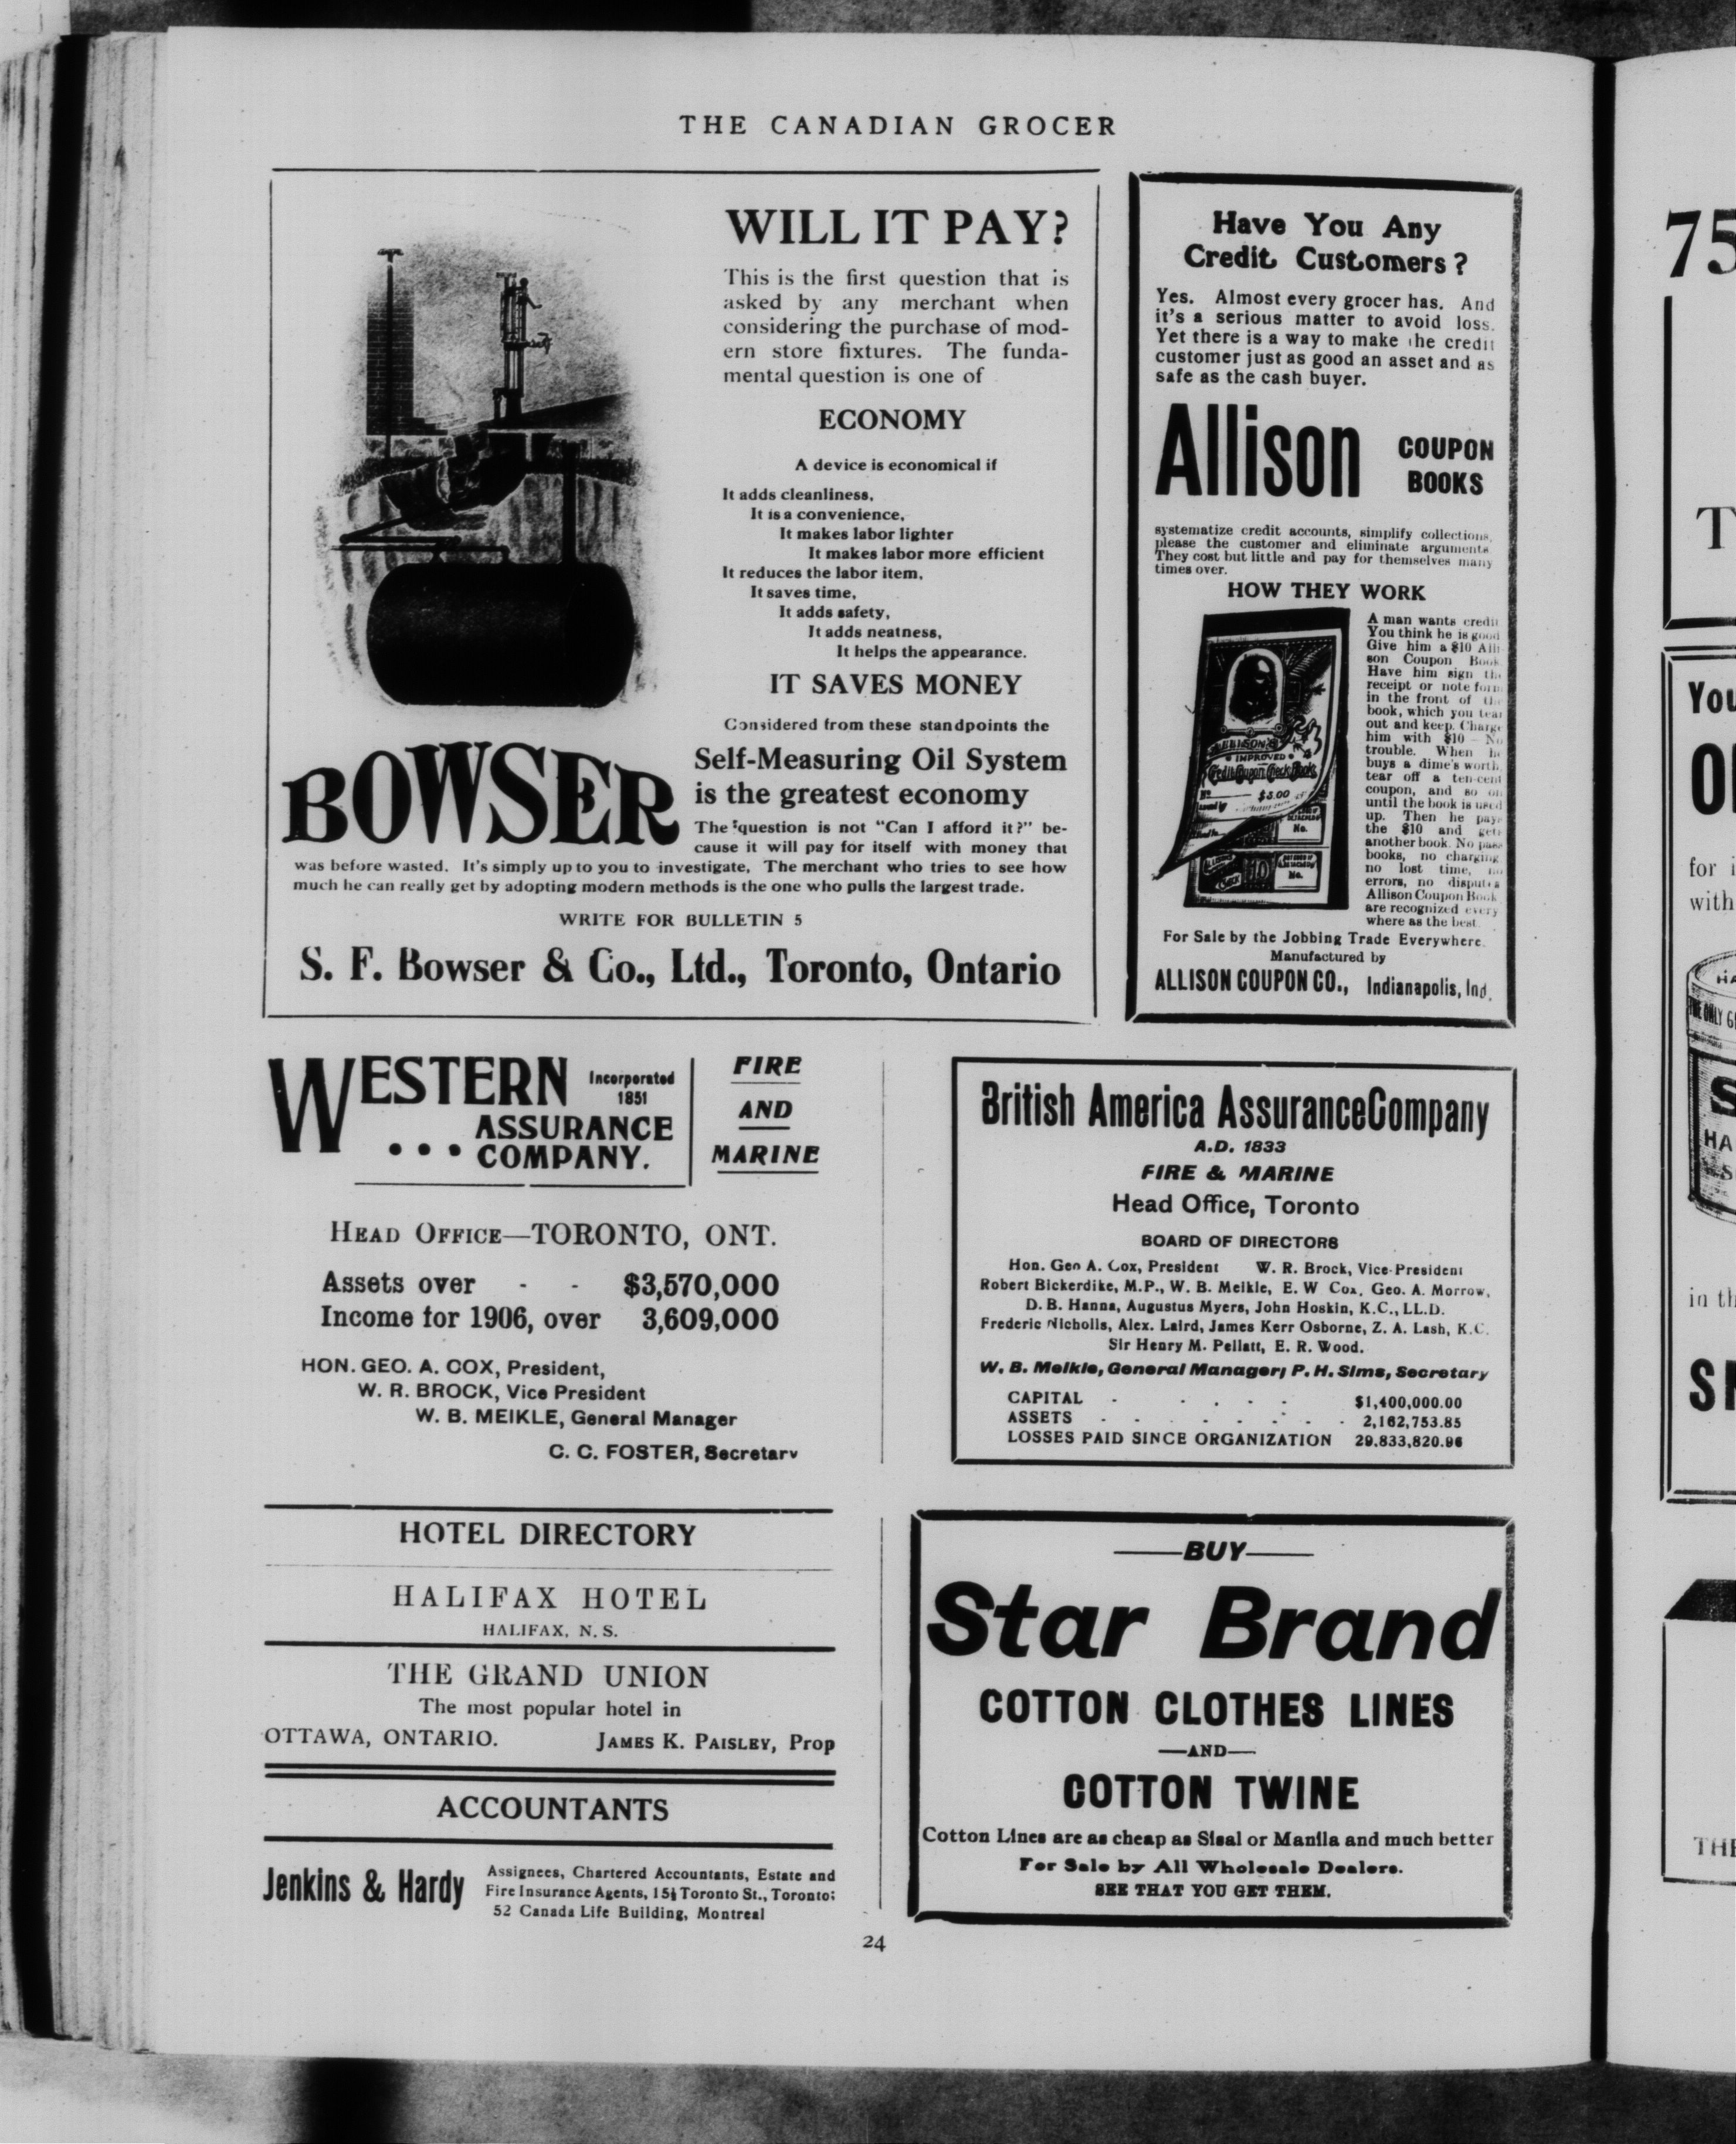 THE CANADIAN GROCER
WILL IT PAY?
This is the first question that is
asked by any merchant when
considering the purchase of mod-
ern store fixtures. The funda-
mental question is one of
ECONOMY
A device is economical if
It adds cleanliness,
It is a convenience,
It makes labor lighter
It makes labor more efficient
It reduces the labor item,
It saves time,
It adds safety,
It adds neatness,
It helps the appearance.
IT SAVES MONEY
Considered from these standpoints the
BOWSER
Self-Measuring Oil System
is the greatest economy
The question is not "Can I afford it?" be-
cause it will pay for itself with money that
was before wasted. It's simply up to you to investigate, The merchant who tries to see how
much he can really get by adopting modern methods is the one who pulls the largest trade.
WRITE FOR BULLETIN 5
S. F. Bowser & Co., Ltd., Toronto, Ontario
Have You Any
Credit Customers?
Yes. Almost every grocer has. And
it's a serious matter to avoid loss.
Yet there is a way to make the credit
customer just as good an asset and as
safe as the cash buyer.
Allison COUPON
BOOKS
systematize credit accounts, simplify collections,
please the customer and eliminate arguments
They cost but little and pay for themselves many
times over.
HOW THEY WORK
ALLISON'S
IMPROVED
Credit Coupon Check Book
No.
$5.00
No.
10
No.
A man wants credit
You think he is good
Give him a $10 Alli-
son Coupon Book
Have him sign the
receipt or note form
in the front of the
book, which you tear
out and keep. Charge
him with $10 — No
trouble. When he
buys a dime's worth,
tear off a ten-cent
coupon, and so on
until the book is used
up. Then he pays
the $10 and gets
another book. No pass
books, no charging
no lost time, no
errors, no disputes
Allison Coupon Book
are recognized every
where as the best.
For Sale by the Jobbing Trade Everywhere.
Manufactured by
ALLISON COUPON CO., Indianapolis, Ind.
WESTERN Incorporated
1851
ASSURANCE
. . . COMPANY.
FIRE
AND
MARINE
HEAD OFFICE—TORONTO, ONT.
Assets over - - $3,570,000
Income for 1906, over 3,609,000
HON. GEO. A. COX, President,
W. R. BROCK, Vice President
W. B. MEIKLE, General Manager
C. C. FOSTER, Secretary
British America Assurance Company
A.D. 1833
FIRE & MARINE
Head Office, Toronto
BOARD OF DIRECTORS
Hon. Geo A. Cox, President W. R. Brock, Vice-President
Robert Bickerdike, M.P., W. B. Meikle, E. W Cox, Geo. A. Morrow,
D. B. Hanna, Augustus Myers, John Hoskin, K.C., LL.D.
Frederic Nicholls, Alex. Laird, James Kerr Osborne, Z. A. Lash, K.C.
Sir Henry M. Pellatt, E. R. Wood.
W. B. Meikle, General Manager; P. H. Sims, Secretary
CAPITAL - - - - - $1,400,000.00
ASSETS - - - - - - - - 2,162,753.85
LOSSES PAID SINCE ORGANIZATION 29,833,820.96
HOTEL DIRECTORY
HALIFAX HOTEL
HALIFAX, N. S.
THE GRAND UNION
The most popular hotel in
OTTAWA, ONTARIO. JAMES K. PAISLEY, Prop
ACCOUNTANTS
Jenkins & Hardy
Assignees, Chartered Accountants, Estate and
Fire Insurance Agents, 15½ Toronto St., Toronto;
52 Canada Life Building, Montreal
BUY
Star Brand
COTTON CLOTHES LINES
—AND—
COTTON TWINE
Cotton Lines are as cheap as Sisal or Manila and much better
For Sale by All Wholesale Dealers.
SEE THAT YOU GET THEM.
24
75
T
You
for
with
HA
in th